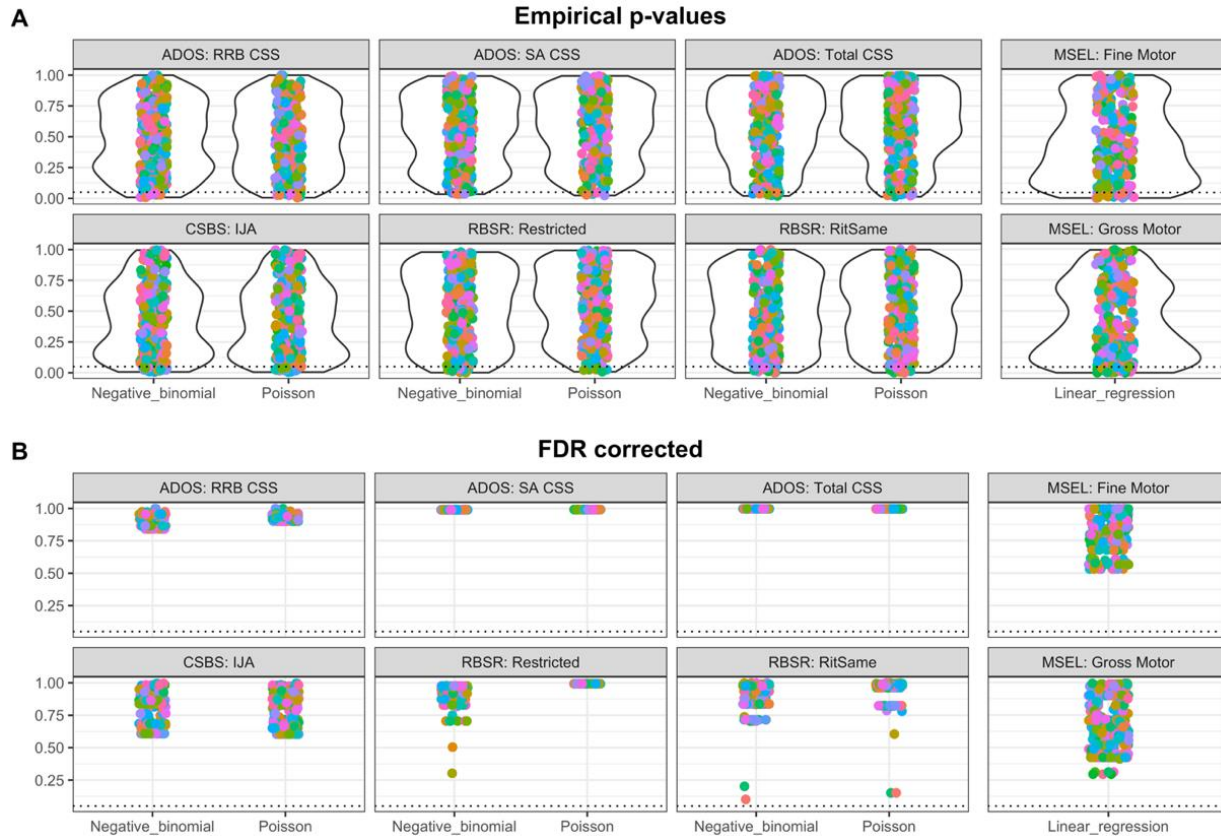 A
Empirical p-values
ADOS: RRB CSS
ADOS: SA CSS
ADOS: Total CSS
MSEL: Fine Motor
1.00
0.75
0.50
0.25
0.00
CSBS: IJA
RBSR: Restricted
RBSR: RitSame
MSEL: Gross Motor
1.00
0.75
0.50
0.25
0.00
Negative_binomial Poisson
Negative_binomial Poisson
Negative_binomial Poisson
Linear_regression
B
FDR corrected
ADOS: RRB CSS
ADOS: SA CSS
ADOS: Total CSS
MSEL: Fine Motor
1.00
0.75
0.50
0.25
CSBS: IJA
RBSR: Restricted
RBSR: RitSame
MSEL: Gross Motor
1.00
0.75
0.50
0.25
Negative_binomial Poisson
Negative_binomial Poisson
Negative_binomial Poisson
Linear_regression